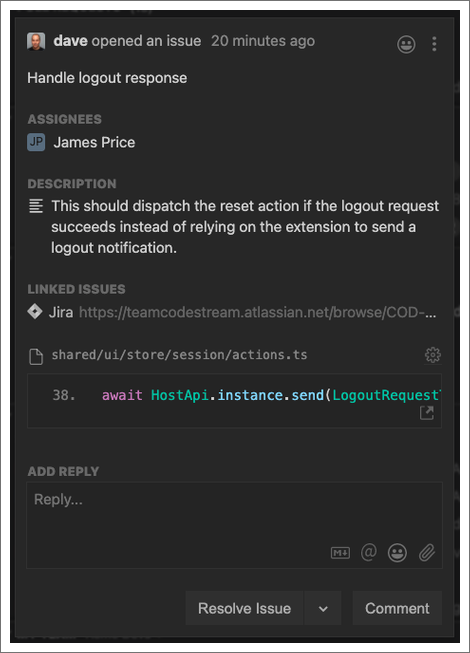 dave opened an issue 20 minutes ago
Handle logout response
ASSIGNEES
JP James Price
DESCRIPTION
This should dispatch the reset action if the logout request
succeeds instead of relying on the extension to send a
logout notification.
LINKED ISSUES
Jira https://teamcodestream.atlassian.net/browse/COD-...
shared/ui/store/session/actions.ts
38. await HostApi.instance.send(LogoutRequest
ADD REPLY
Reply...
M↓ @
Resolve Issue Comment